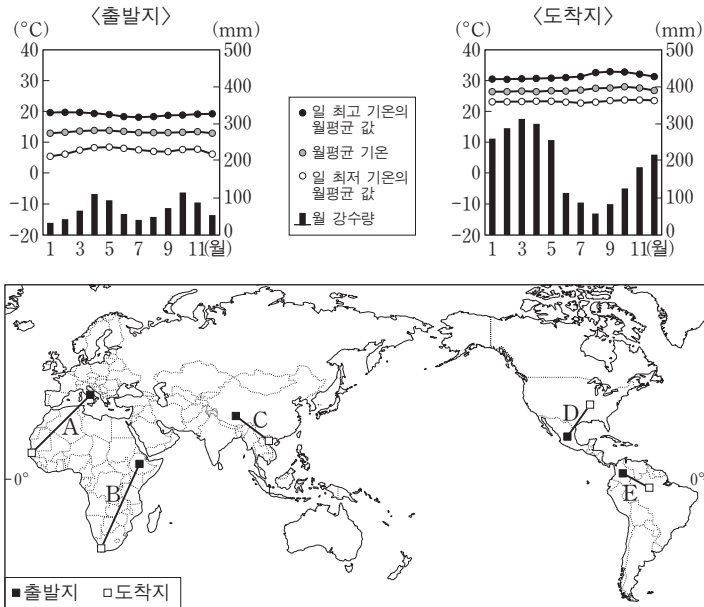 〈출발지〉
(°C)
(mm)
40
30
20
10
0
-10
-20
500
400
300
200
100
0
1 3 5 7 9 11(월)
● 일 최고 기온의
월평균 값
월평균 기온
○ 일 최저 기온의
월평균 값
월 강수량
〈도착지〉
(°C)
(mm)
40
30
20
10
0
-10
-20
500
400
300
200
100
0
1 3 5 7 9 11(월)
A
B
C
D
E
0°
0°
■출발지 □도착지